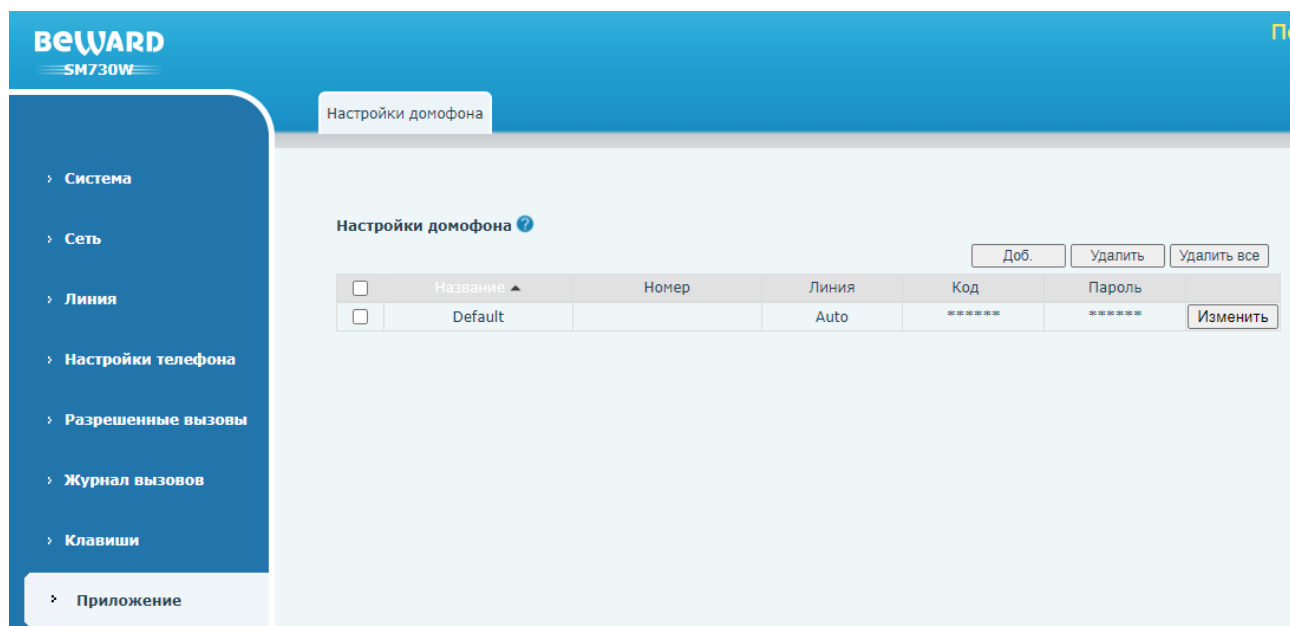 BEWARD
SM730W
Настройки домофона
Система
Сеть
Линия
Настройки телефона
Разрешенные вызовы
Журнал вызовов
Клавиши
Приложение
Настройки домофона ?
Доб. Удалить Удалить все
Название Номер Линия Код Пароль
Default Auto ****** ****** Изменить